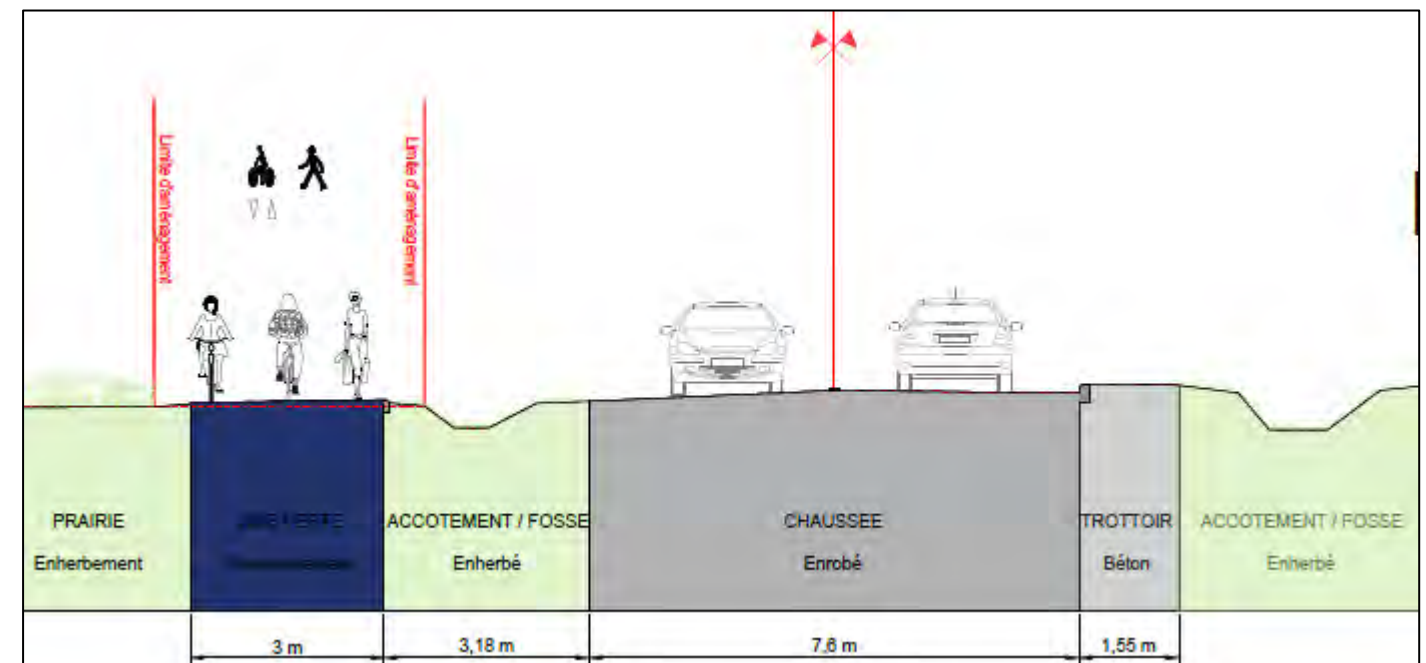 Limite d'aménagement
Limite d'aménagement
PRAIRIE
Enherbement
ACCOTEMENT / FOSSE
Enherbé
CHAUSSEE
Enrobé
TROTTOIR
Béton
ACCOTEMENT / FOSSE
Enherbé
3 m
3,18 m
7,6 m
1,55 m